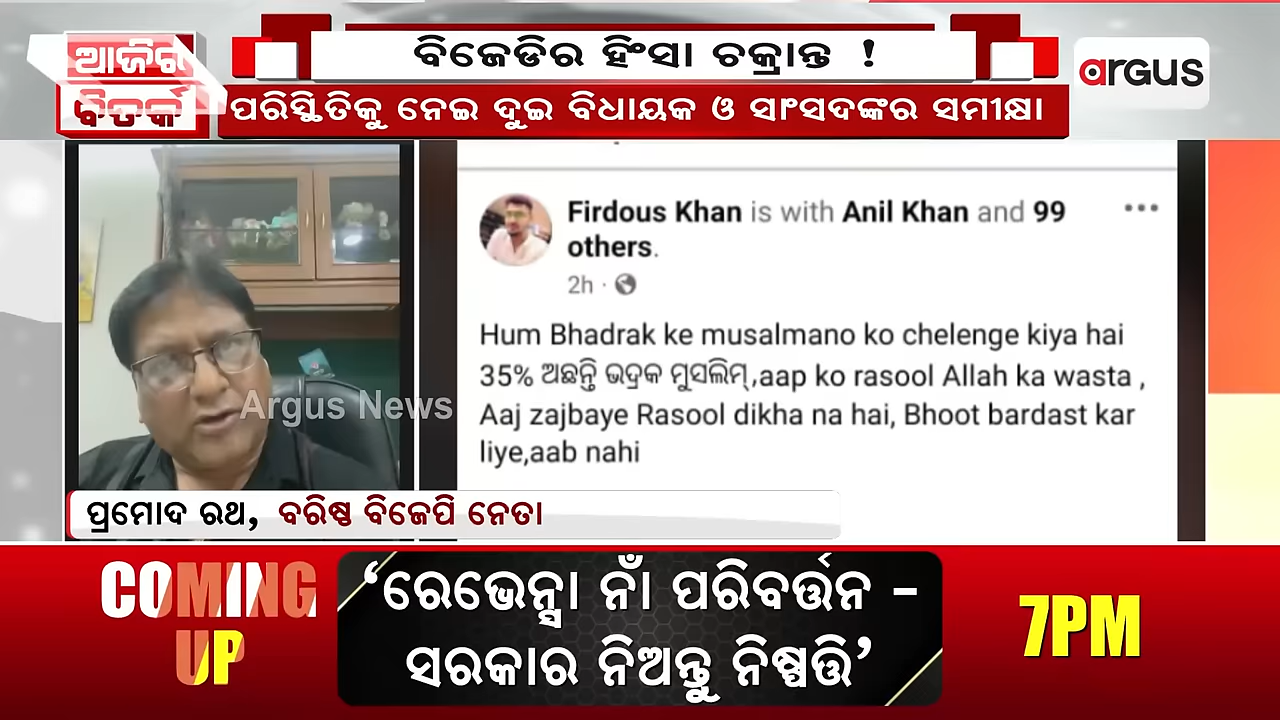 ଆଜିର
ବିତର୍କ
ବିଜେଡିର ହିଂସା ଚକ୍ରାନ୍ତ !
ପରିସ୍ଥିତିକୁ ନେଇ ଦୁଇ ବିଧାୟକ ଓ ସାଂସଦଙ୍କର ସମୀକ୍ଷା
argus
Firdous Khan is with Anil Khan and 99
others.
2h ·
Hum Bhadrak ke musalmano ko chelenge kiya hai
35% ଅଛନ୍ତି ଭଦ୍ରକ ମୁସଲିମ୍,aap ko rasool Allah ka wasta ,
Aaj zajbaye Rasool dikha na hai, Bhoot bardast kar
liye,aab nahi
Argus News
ପ୍ରମୋଦ ରଥ, ବରିଷ୍ଠ ବିଜେପି ନେତା
COMING
UP
‘ରେଭେନ୍ସା ନାଁ ପରିବର୍ତ୍ତନ -
ସରକାର ନିଅନ୍ତୁ ନିଷ୍ପତ୍ତି’
7PM